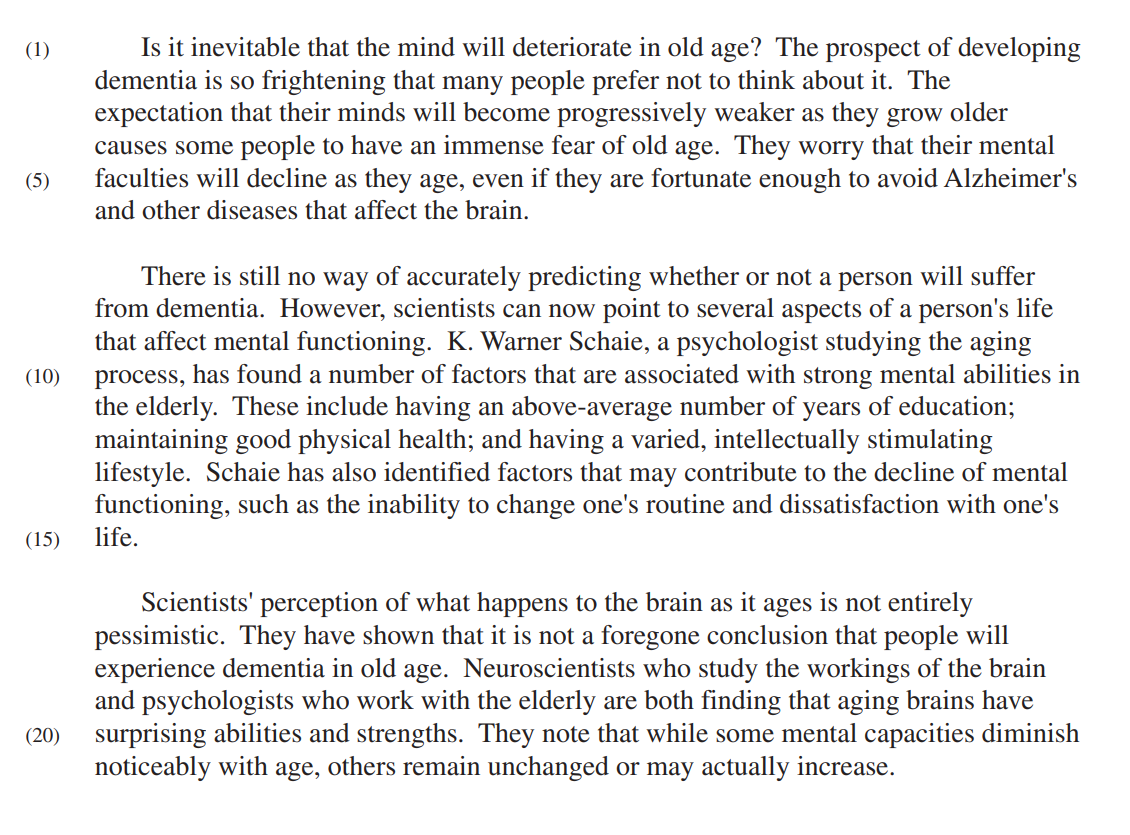 (1) Is it inevitable that the mind will deteriorate in old age? The prospect of developing
dementia is so frightening that many people prefer not to think about it. The
expectation that their minds will become progressively weaker as they grow older
causes some people to have an immense fear of old age. They worry that their mental
(5) faculties will decline as they age, even if they are fortunate enough to avoid Alzheimer's
and other diseases that affect the brain.
There is still no way of accurately predicting whether or not a person will suffer
from dementia. However, scientists can now point to several aspects of a person's life
that affect mental functioning. K. Warner Schaie, a psychologist studying the aging
(10) process, has found a number of factors that are associated with strong mental abilities in
the elderly. These include having an above-average number of years of education;
maintaining good physical health; and having a varied, intellectually stimulating
lifestyle. Schaie has also identified factors that may contribute to the decline of mental
functioning, such as the inability to change one's routine and dissatisfaction with one's
(15) life.
Scientists' perception of what happens to the brain as it ages is not entirely
pessimistic. They have shown that it is not a foregone conclusion that people will
experience dementia in old age. Neuroscientists who study the workings of the brain
and psychologists who work with the elderly are both finding that aging brains have
(20) surprising abilities and strengths. They note that while some mental capacities diminish
noticeably with age, others remain unchanged or may actually increase.